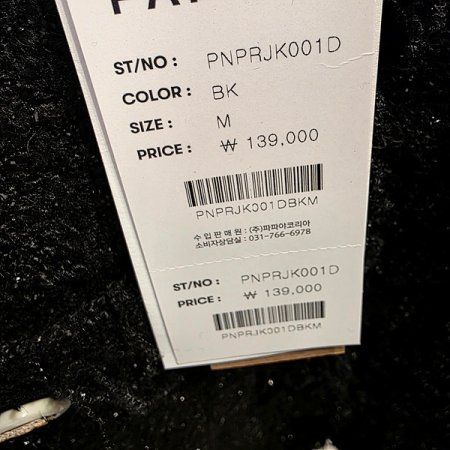 ST/NO : PNPRJK001D
COLOR : BK
SIZE : M
PRICE : ₩ 139,000
PNPRJK001DBKM
수 입 판 매 원 : (주)파파야코리아
소비자상담실 : 031-766-6978
ST/NO : PNPRJK001D
PRICE : ₩ 139,000
PNPRJK001DBKM